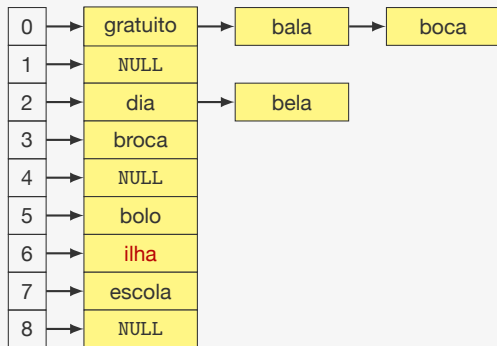 0 gratuito bala boca
1 NULL
2 dia bela
3 broca
4 NULL
5 bolo
6 ilha
7 escola
8 NULL